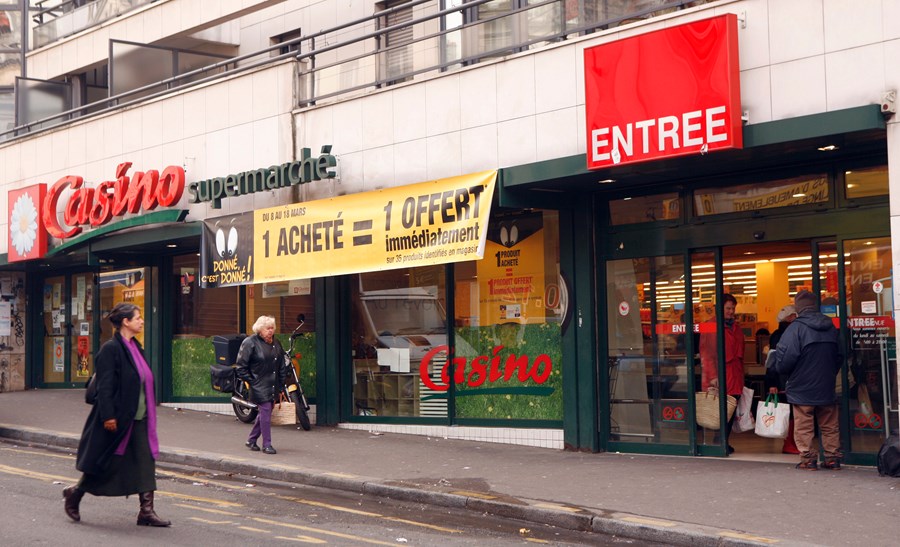 Casino
supermarché
DU 8 AU 18 MARS
1 ACHETÉ = 1 OFFERT
immédiatement
sur 35 produits identifiés en magasin
DONNÉ,
C'EST DONNÉ!
ENTREE
1 PRODUIT
ACHETÉ
=
1 OFFERT
Casino
ENTREE
ENTREE